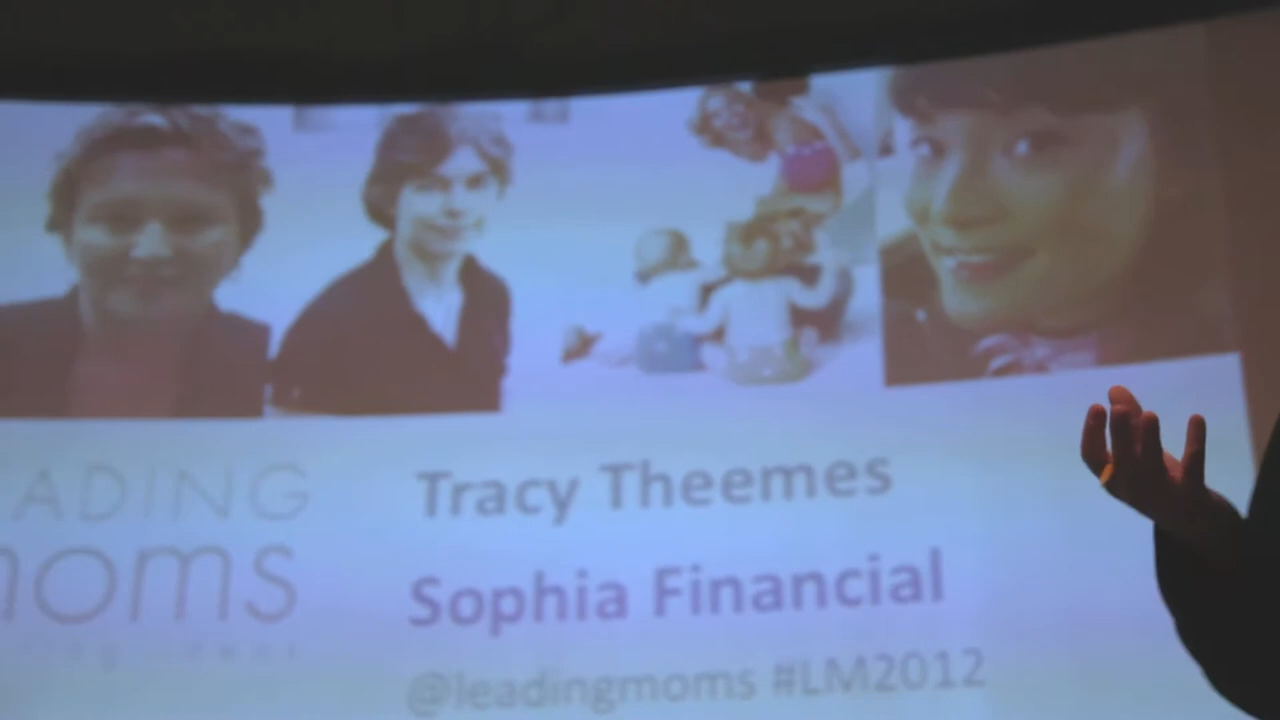 ADING
moms
Tracy Theemes
Sophia Financial
@leadingmoms #LM2012